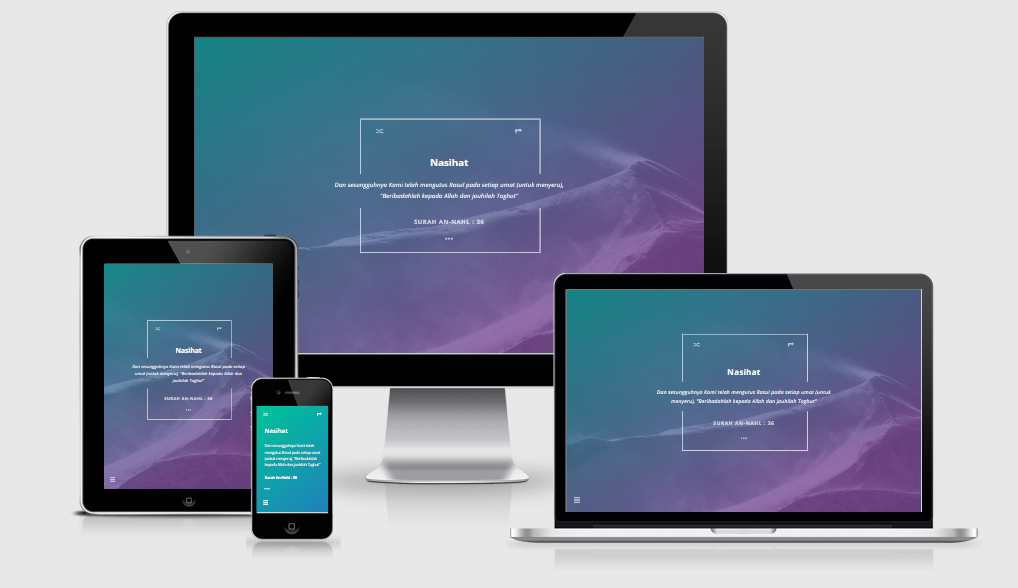 Nasihat
Dan sesungguhnya Kami telah mengutus Rasul pada setiap umat (untuk menyeru),
"Beribadahlah kepada Allah dan jauhilah Taghut"
SURAH AN-NAHL : 36
Nasihat
Dan sesungguhnya Kami telah mengutus Rasul pada setiap
umat (untuk menyeru), "Beribadahlah kepada Allah dan
jauhilah Taghut"
SURAH AN-NAHL : 36
Nasihat
Dan sesungguhnya Kami telah
mengutus Rasul pada setiap umat
(untuk menyeru), "Beribadahlah
kepada Allah dan jauhilah Taghut"
Surah An-Nahl : 36
Nasihat
Dan sesungguhnya Kami telah mengutus Rasul pada setiap umat (untuk
menyeru), "Beribadahlah kepada Allah dan jauhilah Taghut"
SURAH AN-NAHL : 36